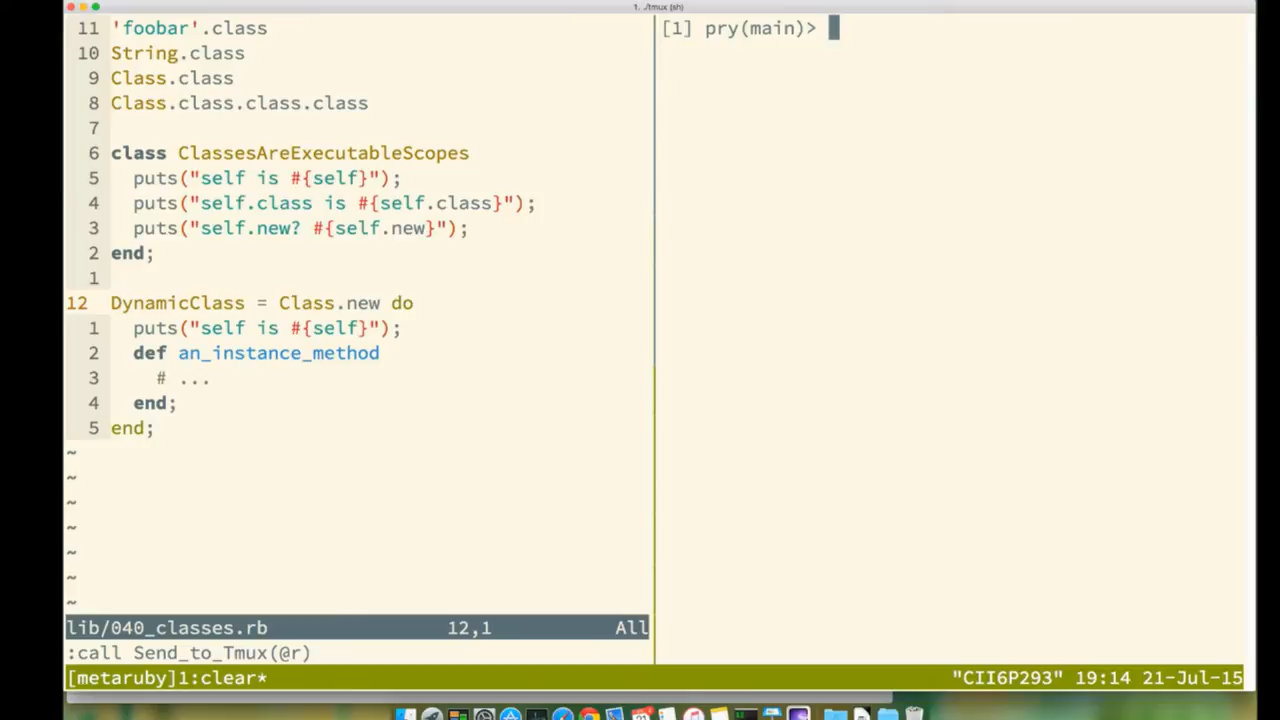 1. ./tmux (sh)
11 'foobar'.class
10 String.class
9 Class.class
8 Class.class.class.class
7
6 class ClassesAreExecutableScopes
5 puts("self is #{self}");
4 puts("self.class is #{self.class}");
3 puts("self.new? #{self.new}");
2 end;
1
12 DynamicClass = Class.new do
1 puts("self is #{self}");
2 def an_instance_method
3 # ...
4 end;
5 end;
~
~
~
~
~
~
~
lib/040_classes.rb 12,1 All
:call Send_to_Tmux(@r)
[1] pry(main)>
[metaruby]1:clear* "CII6P293" 19:14 21-Jul-15